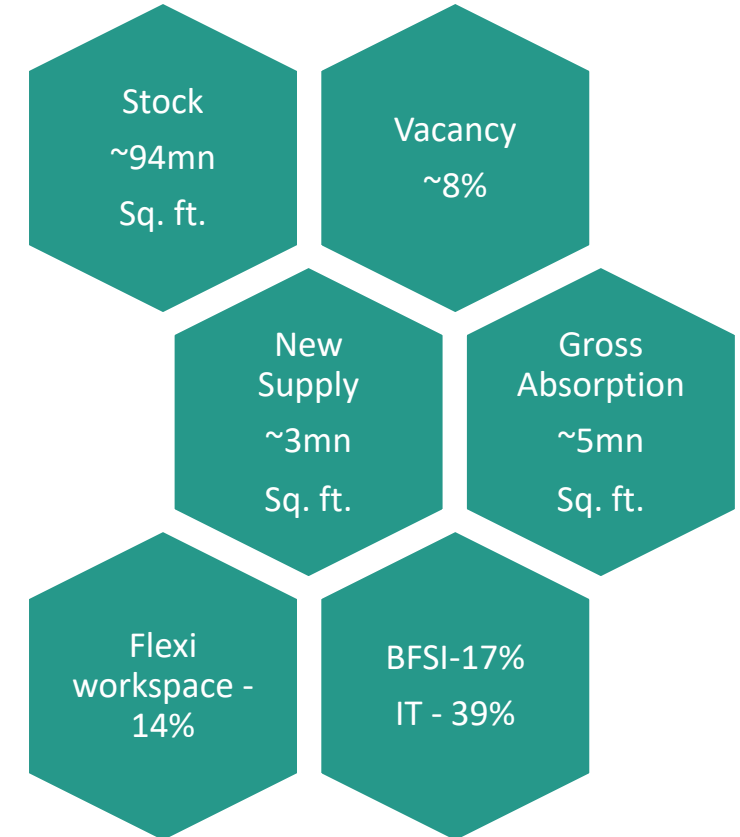 Stock
~94mn
Sq. ft.
Vacancy
~8%
New
Supply
~3mn
Sq. ft.
Gross
Absorption
~5mn
Sq. ft.
Flexi
workspace -
14%
BFSI-17%
IT - 39%